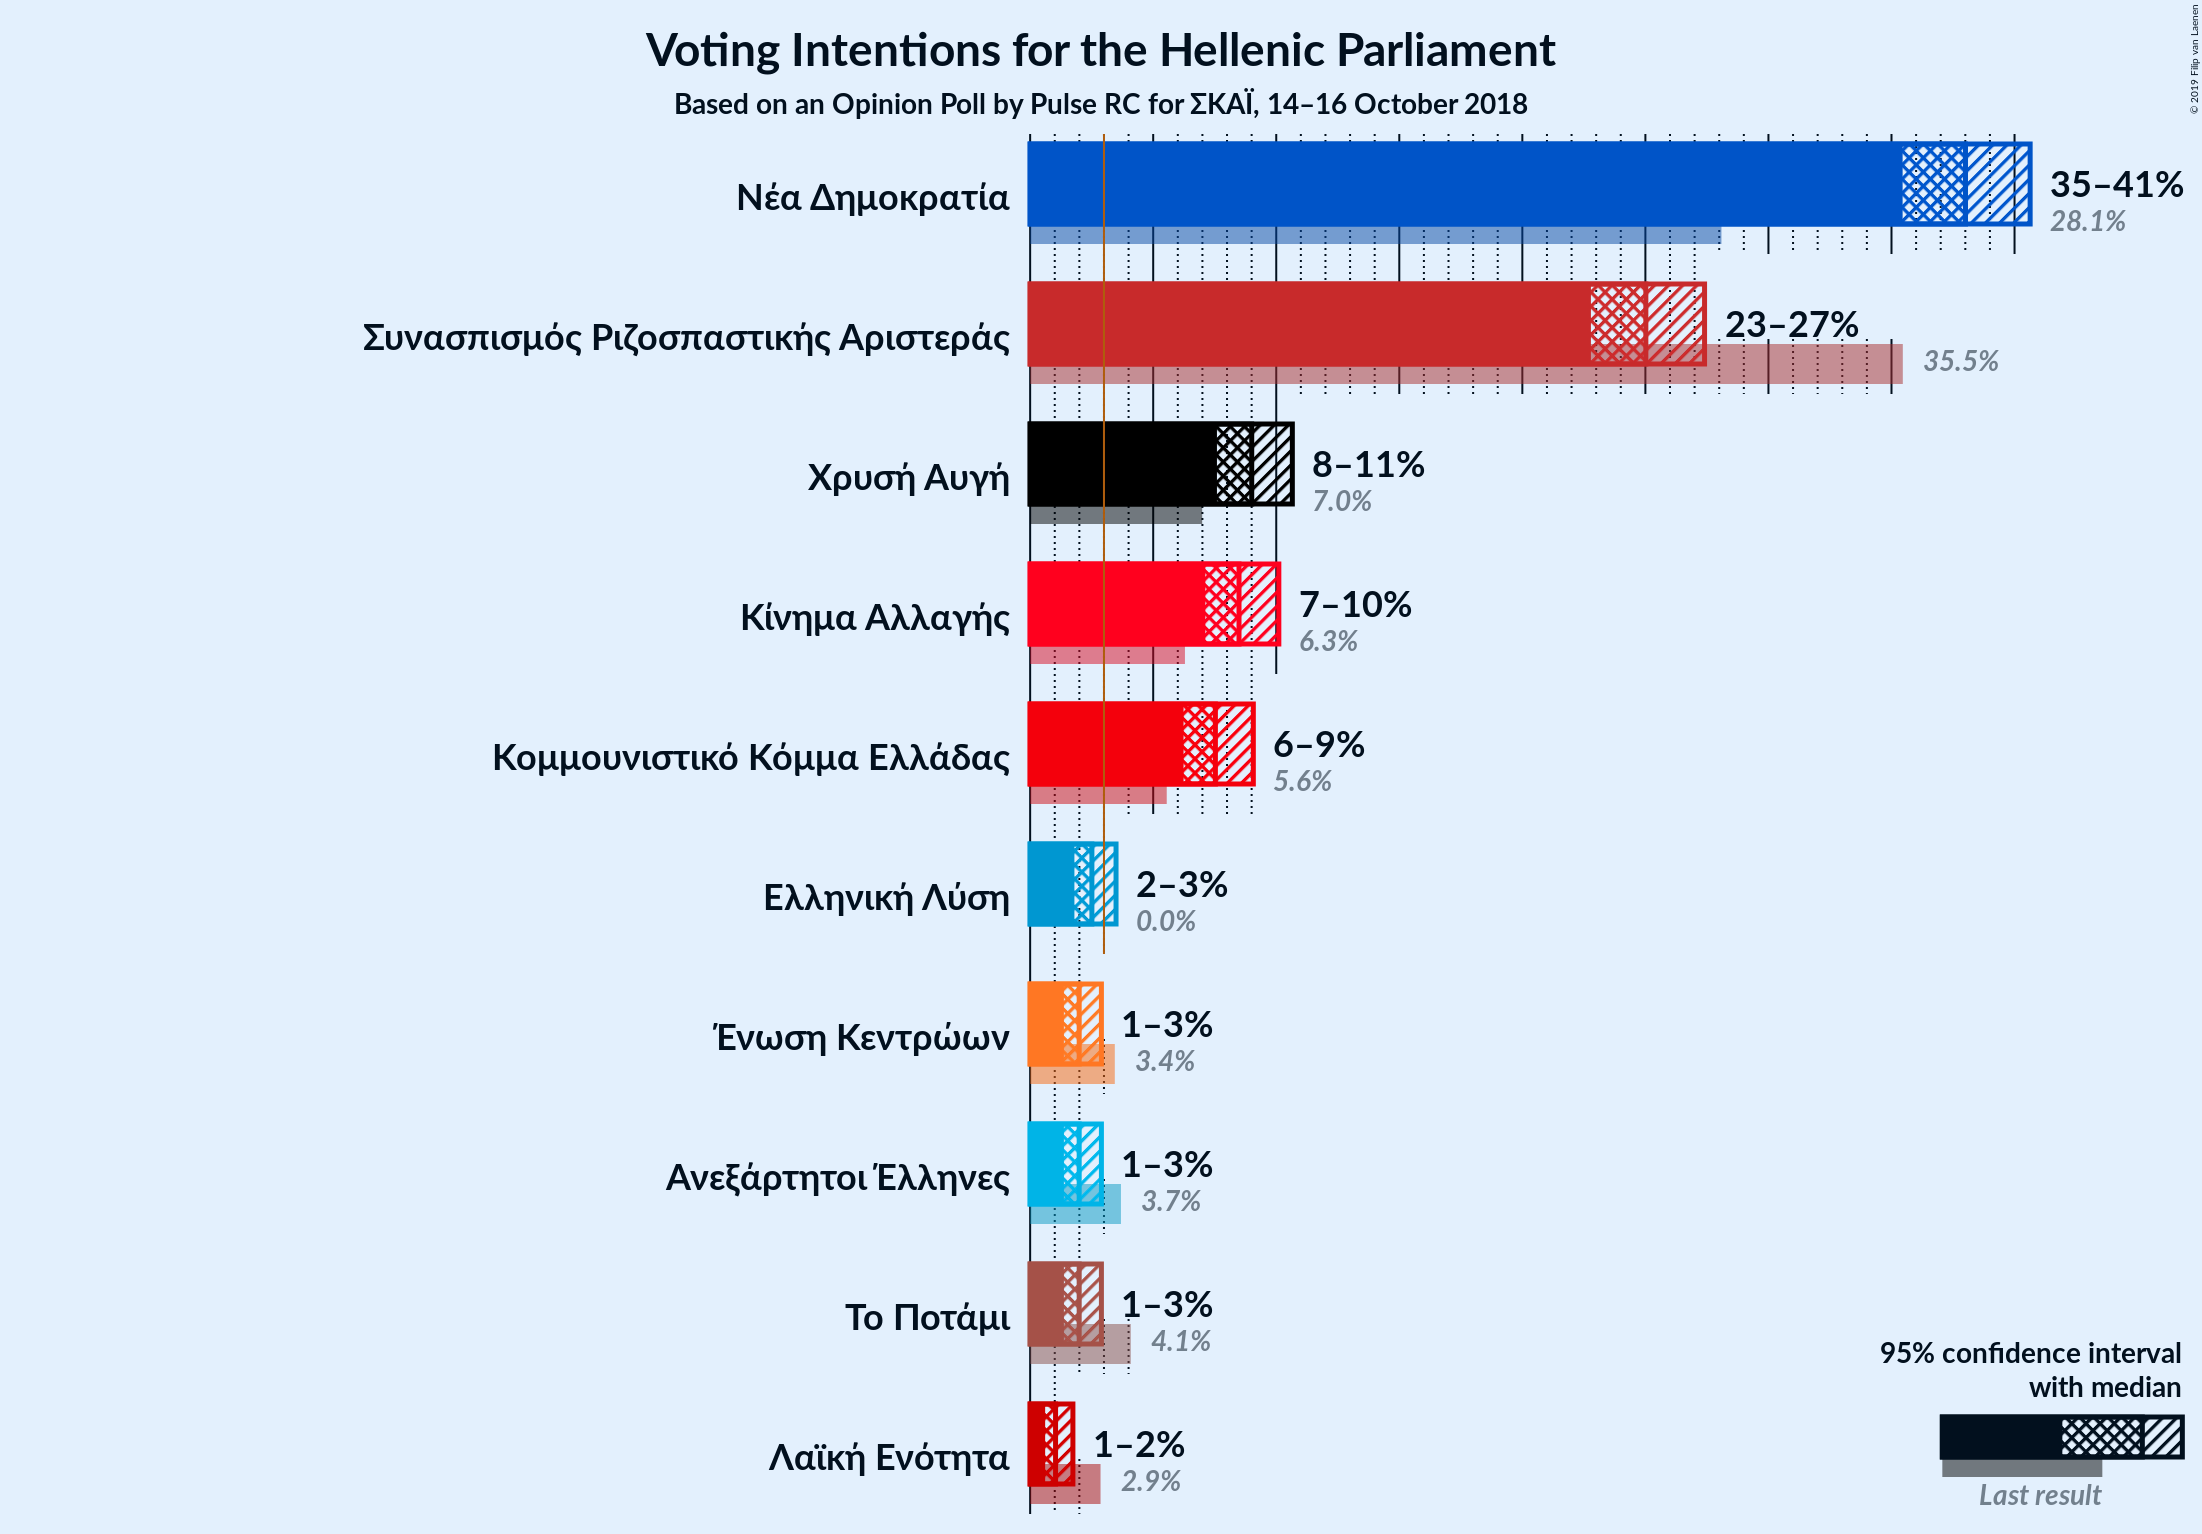 Voting Intentions for the Hellenic Parliament
Based on an Opinion Poll by Pulse RC for ΣΚΑΪ, 14–16 October 2018
© 2019 Filip van Laenen
Νέα Δημοκρατία
35–41%
28.1%
Συνασπισμός Ριζοσπαστικής Αριστεράς
23–27%
35.5%
Χρυσή Αυγή
8–11%
7.0%
Κίνημα Αλλαγής
7–10%
6.3%
Κομμουνιστικό Κόμμα Ελλάδας
6–9%
5.6%
Ελληνική Λύση
2–3%
0.0%
Ένωση Κεντρώων
1–3%
3.4%
Ανεξάρτητοι Έλληνες
1–3%
3.7%
Το Ποτάμι
1–3%
4.1%
Λαϊκή Ενότητα
1–2%
2.9%
95% confidence interval
with median
Last result